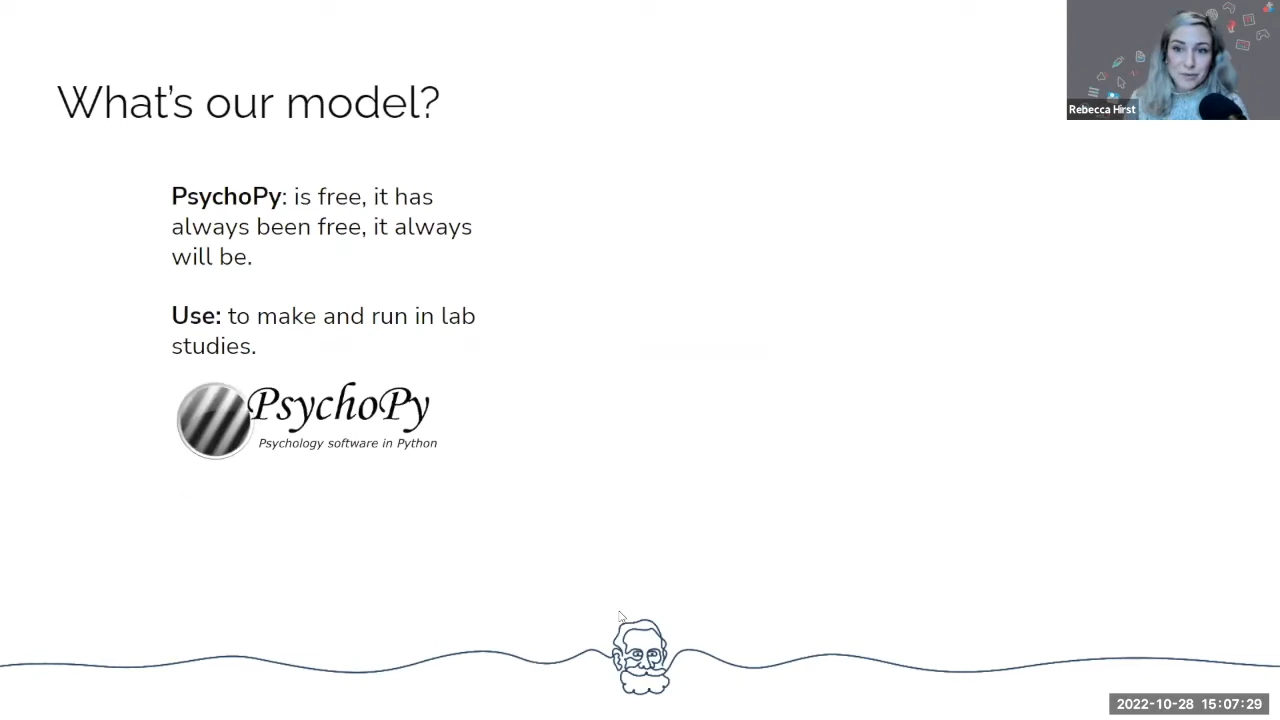 What's our model?
Rebecca Hirst
PsychoPy: is free, it has
always been free, it always
will be.
Use: to make and run in lab
studies.
PsychoPy
Psychology software in Python
2022-10-28 15:07:29